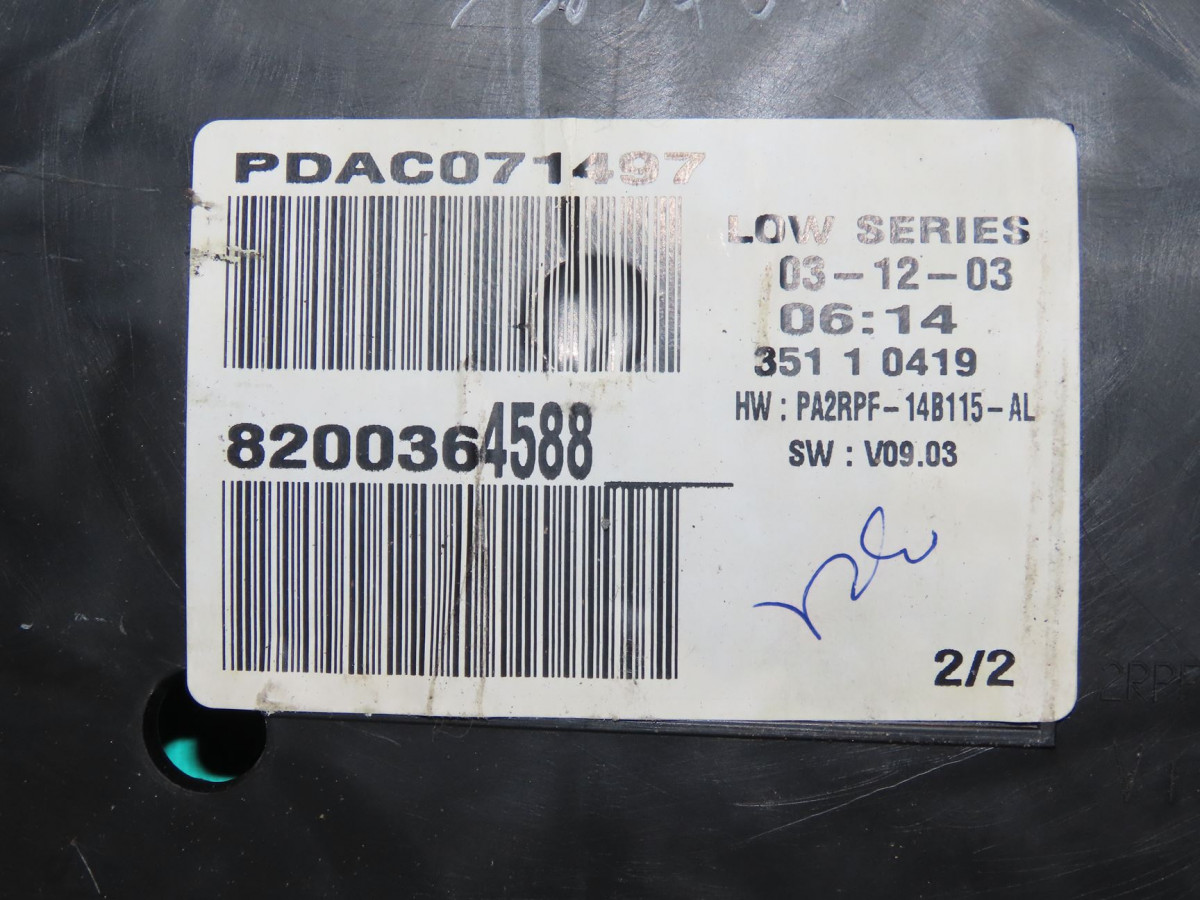 PDAC071497
LOW SERIES
03-12-03
06:14
351 1 0419
HW : PA2RPF-14B115-AL
8200364588
SW : V09.03
2/2